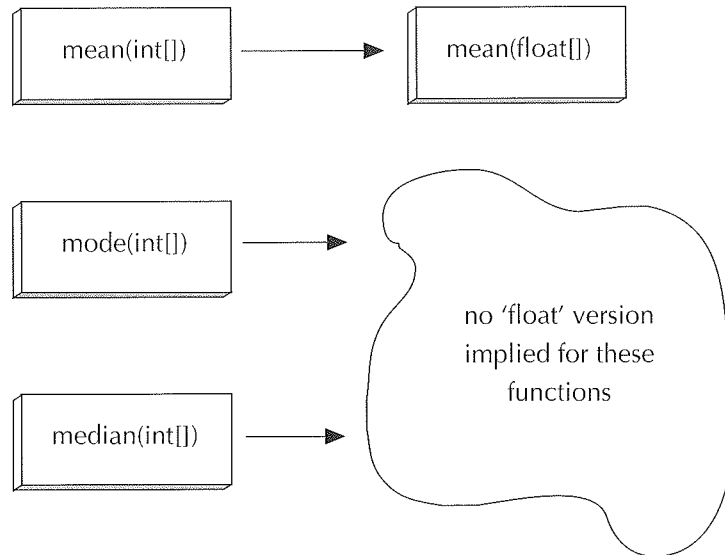 mean(int[])
mean(float[])
mode(int[])
no ‘float’ version
implied for these
functions
median(int[])